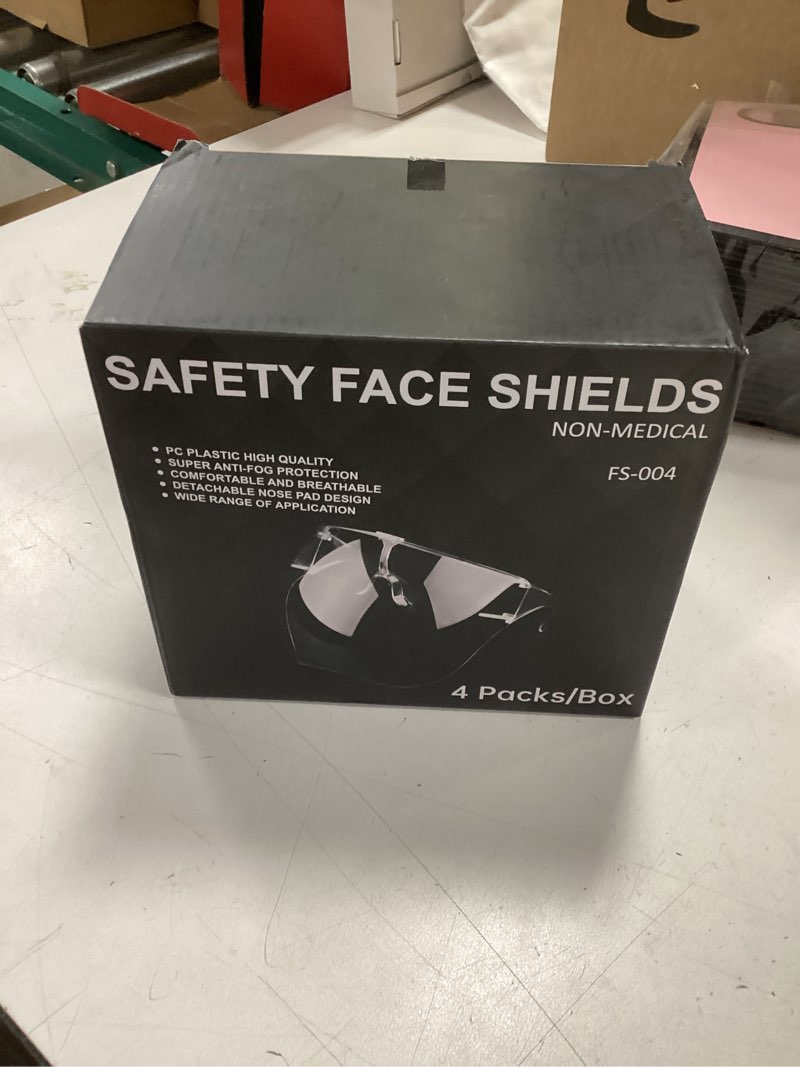 SAFETY FACE SHIELDS
NON-MEDICAL
FS-004
• PC PLASTIC HIGH QUALITY
• SUPER ANTI-FOG PROTECTION
• COMFORTABLE AND BREATHABLE
• DETACHABLE NOSE PAD DESIGN
• WIDE RANGE OF APPLICATION
4 Packs/Box